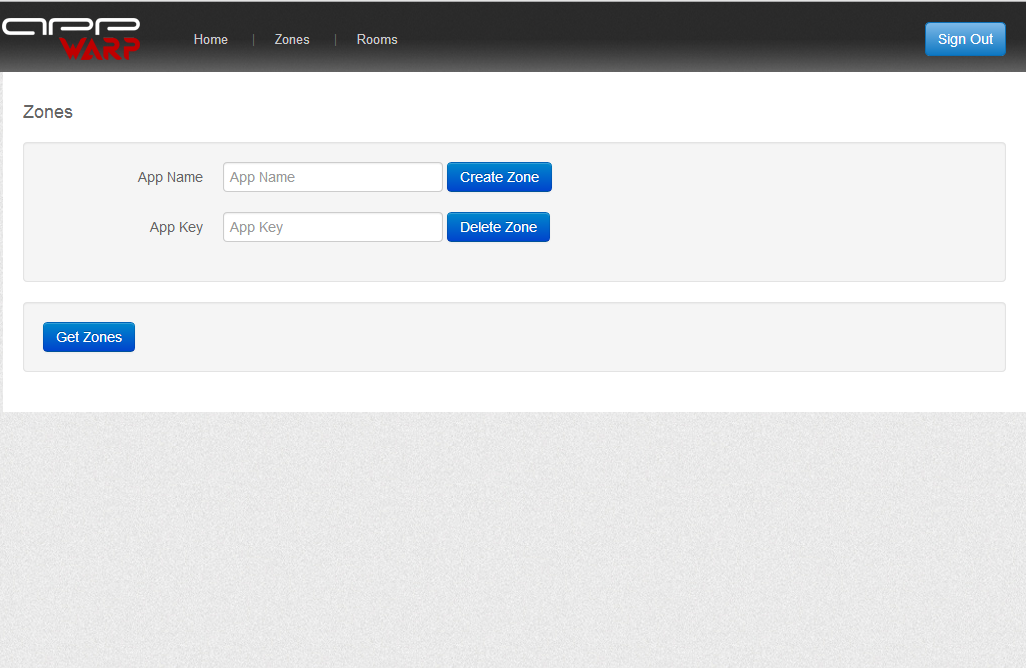 app
WARP
Home | Zones | Rooms
Sign Out
Zones
App Name App Name Create Zone
App Key App Key Delete Zone
Get Zones